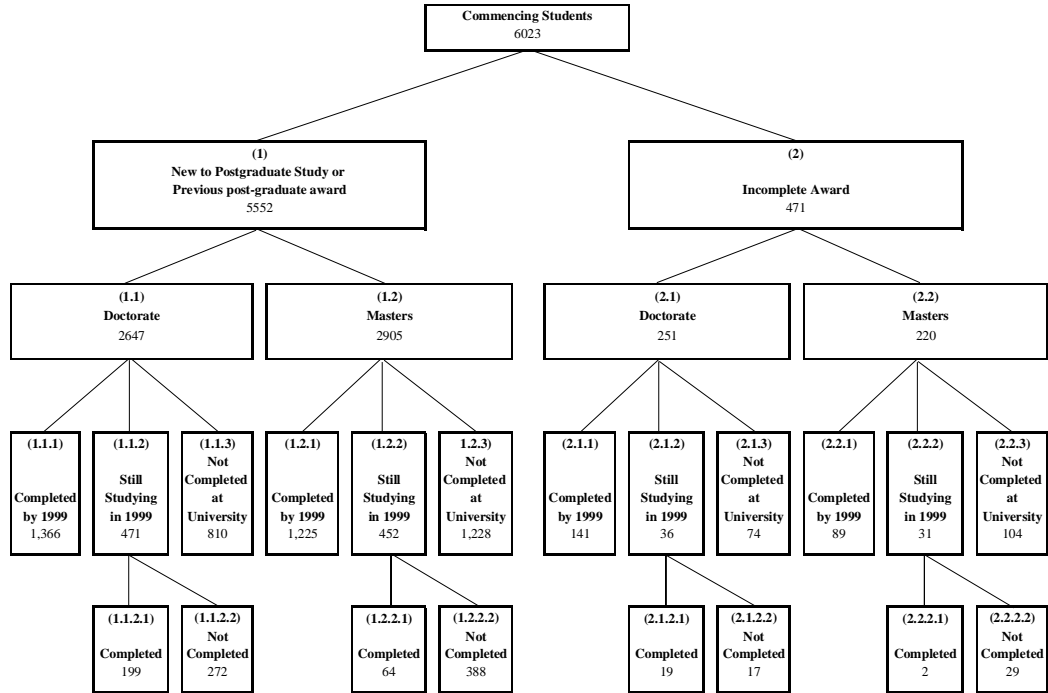 Commencing Students
6023
(1)
New to Postgraduate Study or
Previous post-graduate award
5552
(2)
Incomplete Award
471
(1.1)
Doctorate
2647
(1.2)
Masters
2905
(2.1)
Doctorate
251
(2.2)
Masters
220
(1.1.1)
Completed
by 1999
1,366
(1.1.2)
Still
Studying
in 1999
471
(1.1.3)
Not
Completed
at
University
810
(1.2.1)
Completed
by 1999
1,225
(1.2.2)
Still
Studying
in 1999
452
1.2.3)
Not
Completed
at
University
1,228
(2.1.1)
Completed
by 1999
141
(2.1.2)
Still
Studying
in 1999
36
(2.1.3)
Not
Completed
at
University
74
(2.2.1)
Completed
by 1999
89
(2.2.2)
Still
Studying
in 1999
31
(2.2.3)
Not
Completed
at
University
104
(1.1.2.1)
Completed
199
(1.1.2.2)
Not
Completed
272
(1.2.2.1)
Completed
64
(1.2.2.2)
Not
Completed
388
(2.1.2.1)
Completed
19
(2.1.2.2)
Not
Completed
17
(2.2.2.1)
Completed
2
(2.2.2.2)
Not
Completed
29